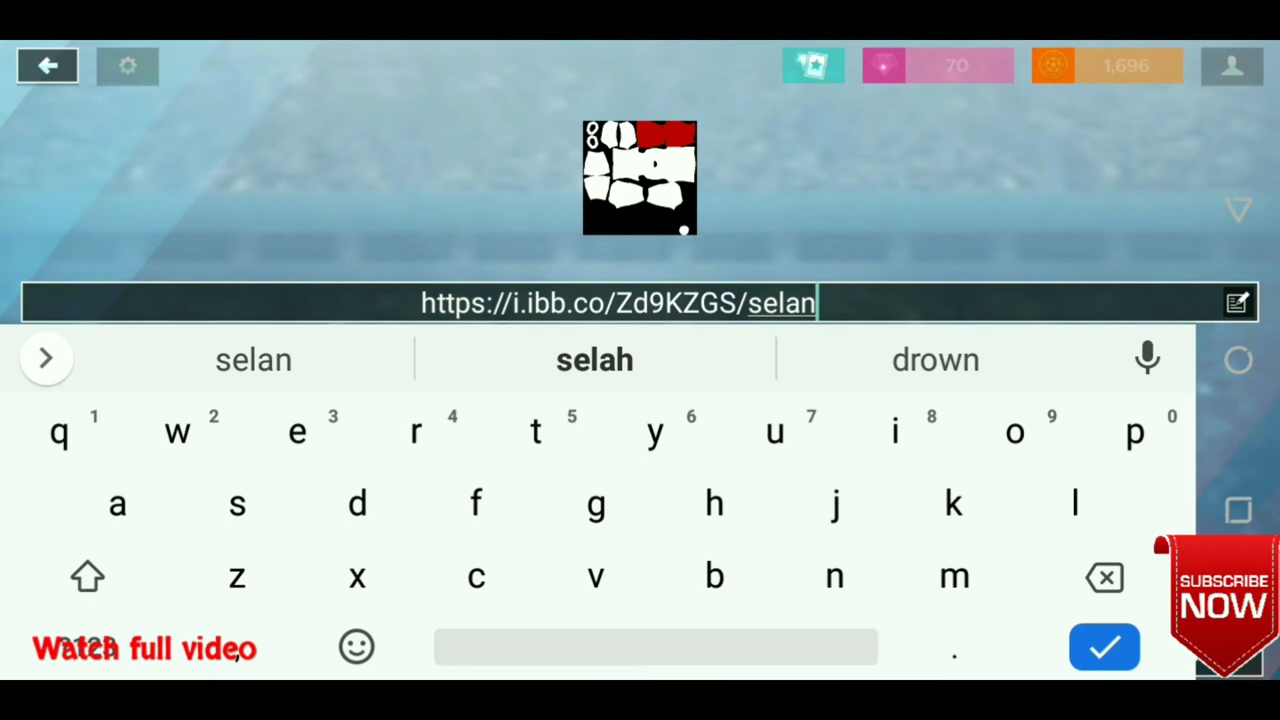 70
1,696
https://i.ibb.co/Zd9KZGS/selan
selan selah drown
q 1 w 2 e 3 r 4 t 5 y 6 u 7 i 8 o 9 p 0
a s d f g h j k l
z x c v b n m
SUBSCRIBE
NOW
Watch full video
?123 , .